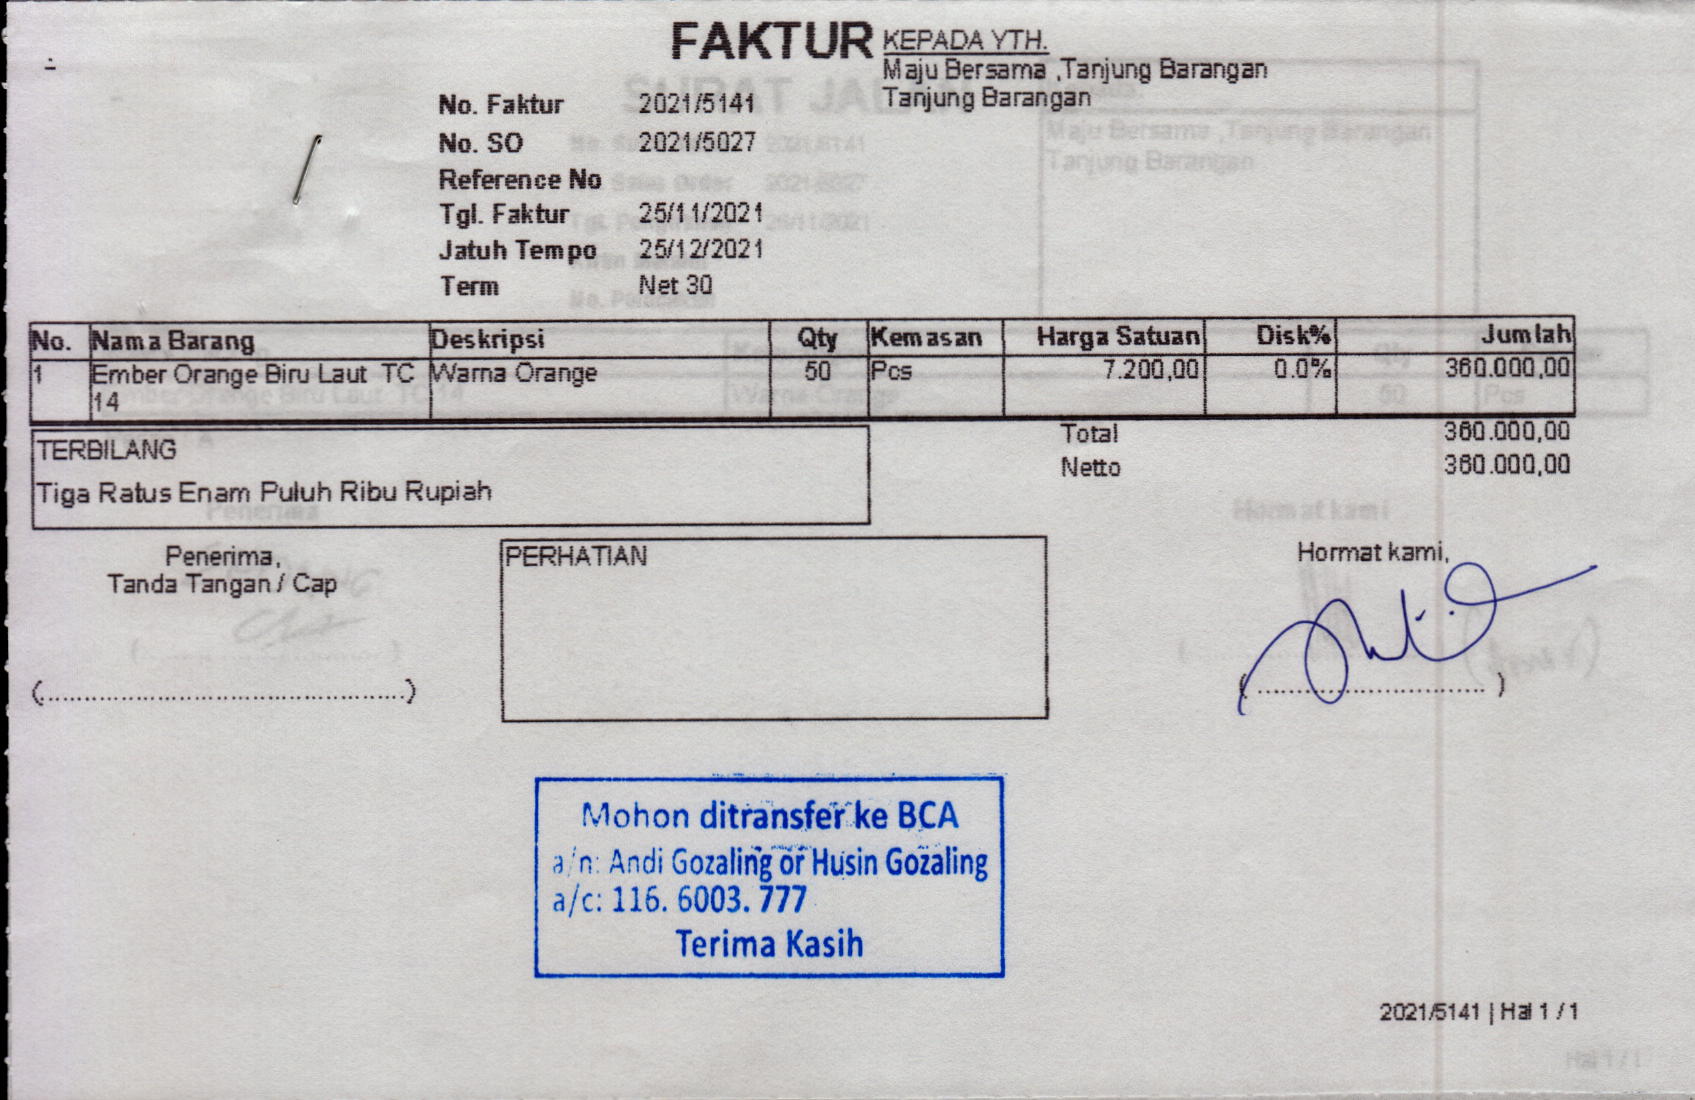 FAKTUR
KEPADA YTH.
Maju Bersama ,Tanjung Barangan
Tanjung Barangan
No. Faktur 2021/5141
No. SO 2021/5027
Reference No
Tgl. Faktur 25/11/2021
Jatuh Tempo 25/12/2021
Term Net 30
No. Nama Barang Deskripsi Qty Kemasan Harga Satuan Disk% Jumlah
1 Ember Orange Biru Laut TC Warna Orange 50 Pcs 7.200,00 0.0% 360.000,00
14
Total 360.000,00
Netto 360.000,00
TERBILANG
Tiga Ratus Enam Puluh Ribu Rupiah
Penerima,
Tanda Tangan / Cap
PERHATIAN
Hormat kami,
(............................................)
(............................)
Mohon ditransfer ke BCA
a/n: Andi Gozaling or Husin Gozaling
a/c: 116. 6003. 777
Terima Kasih
2021/5141 | Hal 1 / 1